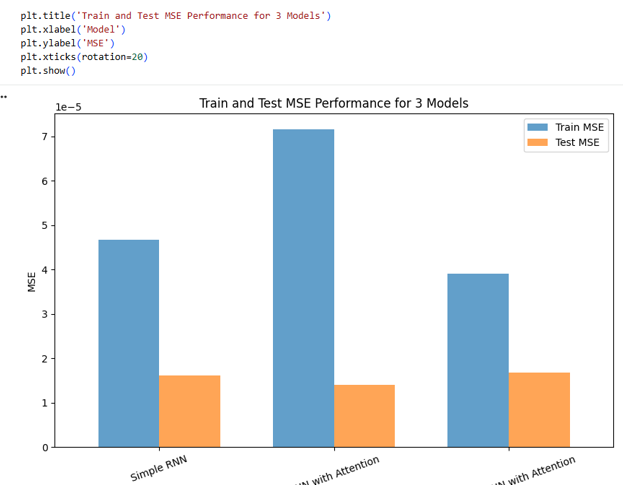 plt.title('Train and Test MSE Performance for 3 Models')
plt.xlabel('Model')
plt.ylabel('MSE')
plt.xticks(rotation=20)
plt.show()
Train and Test MSE Performance for 3 Models
1e−5
Train MSE
Test MSE
7
6
5
4
3
2
1
0
MSE
Simple RNN
with Attention
with Attention